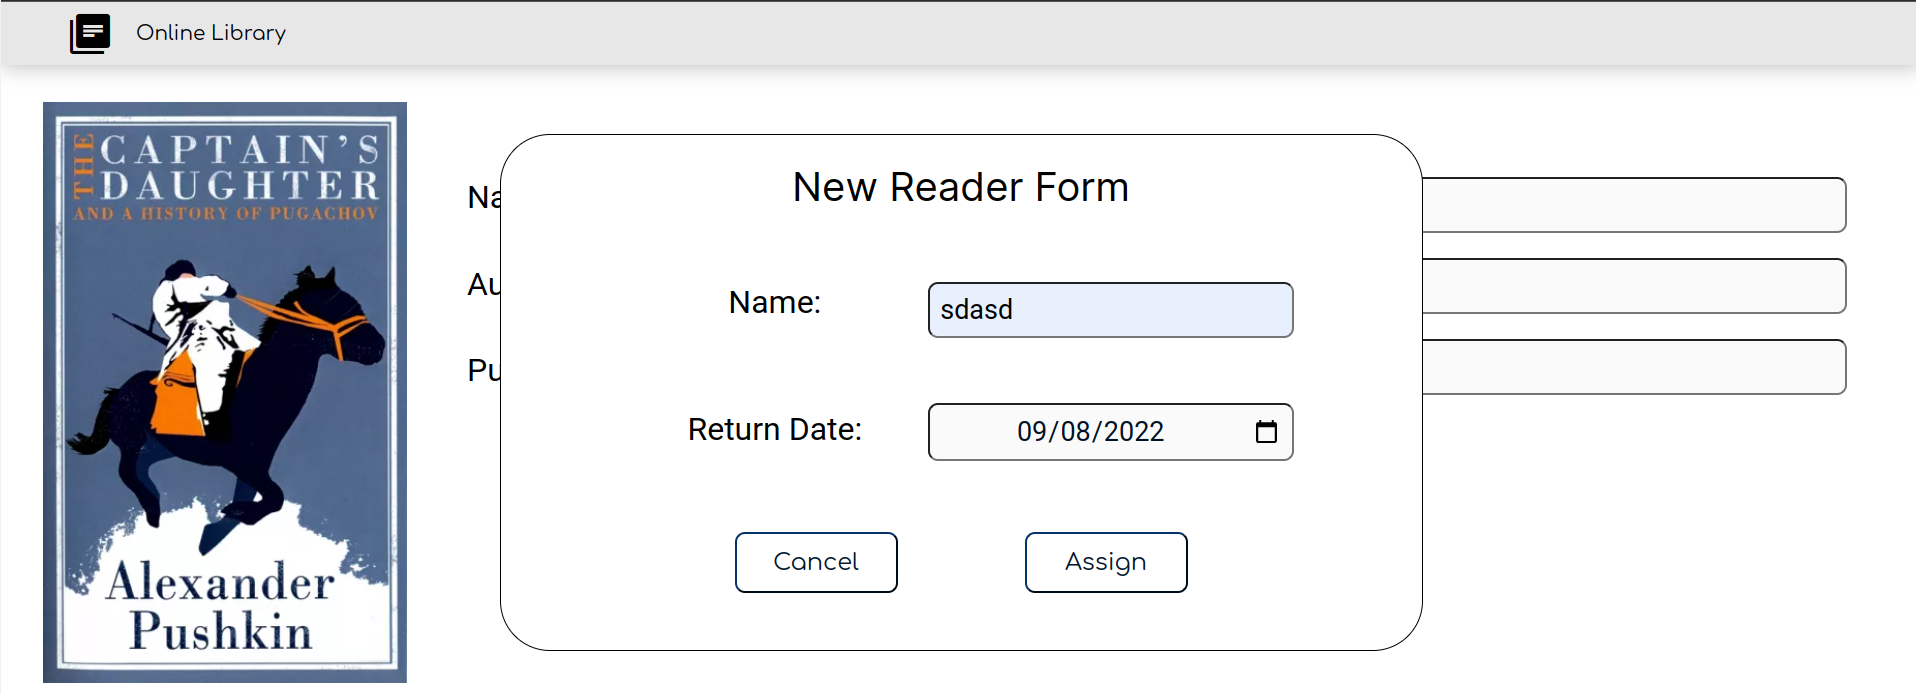 Online Library
THE
CAPTAIN'S
DAUGHTER
AND A HISTORY OF PUGACHOV
Alexander
Pushkin
Na
Au
Pu
New Reader Form
Name:
sdasd
Return Date:
09/08/2022
Cancel
Assign